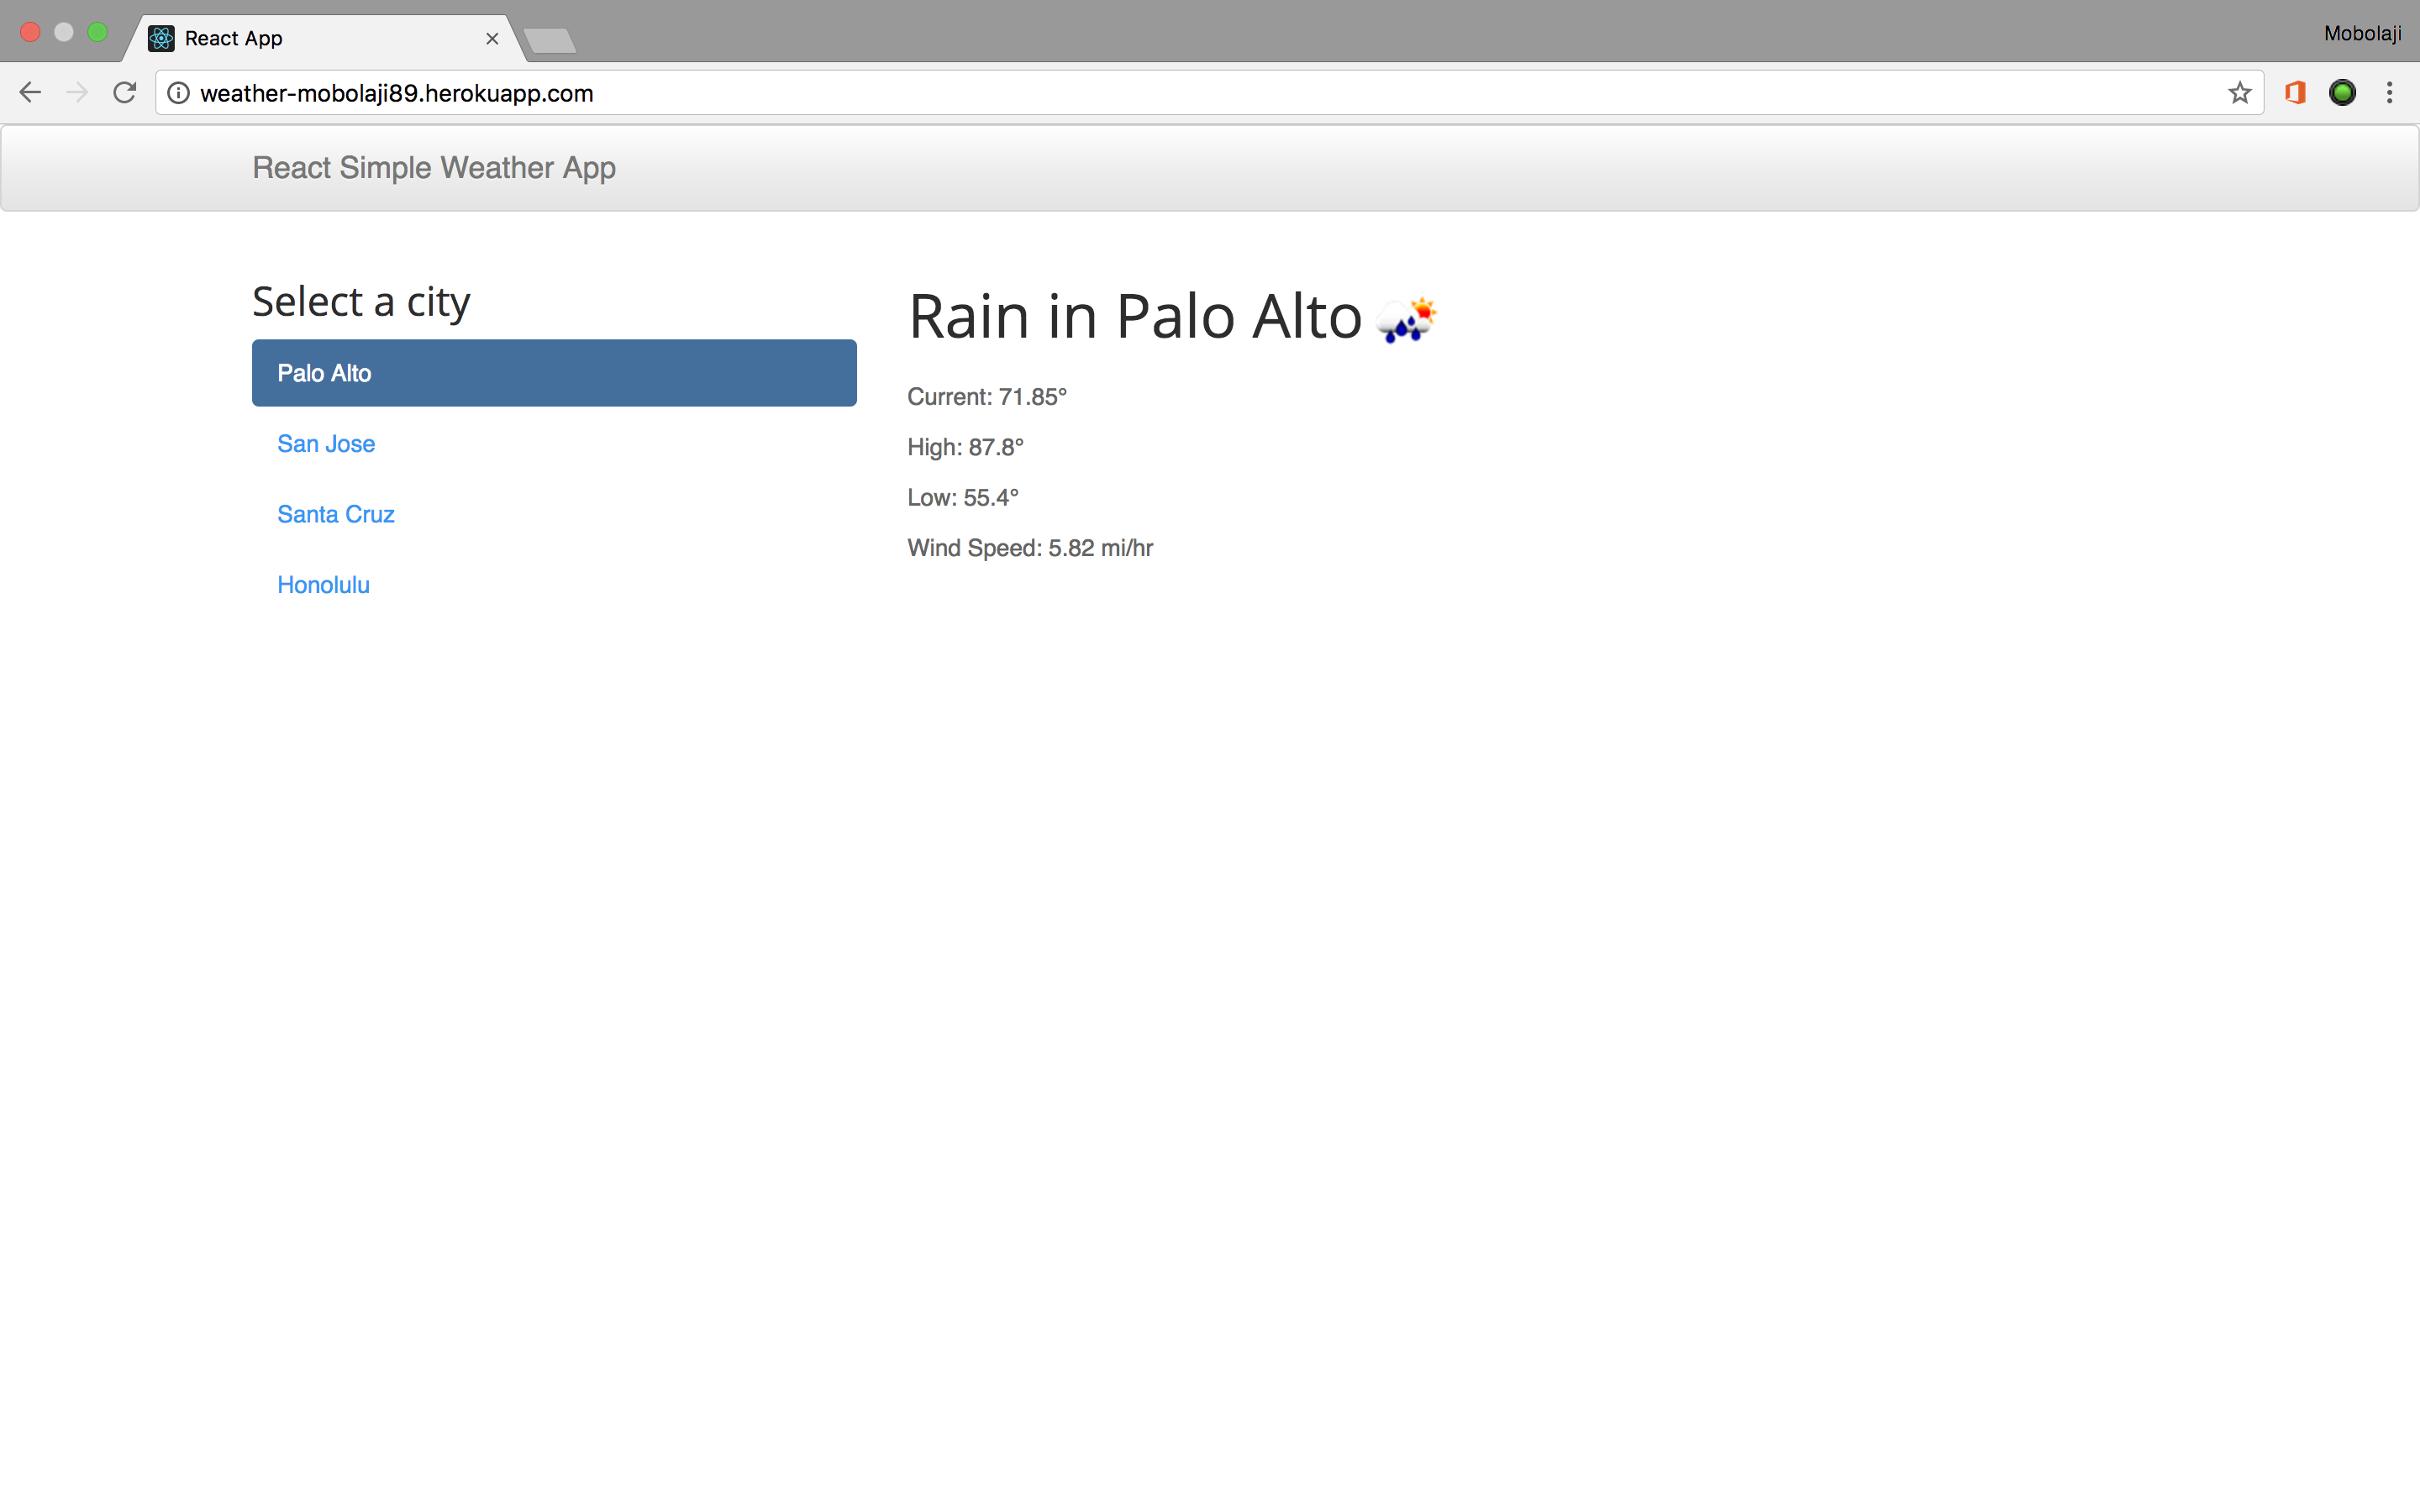 React App
Mobolaji
weather-mobolaji89.herokuapp.com
React Simple Weather App
Select a city
Palo Alto
San Jose
Santa Cruz
Honolulu
Rain in Palo Alto
Current: 71.85°
High: 87.8°
Low: 55.4°
Wind Speed: 5.82 mi/hr